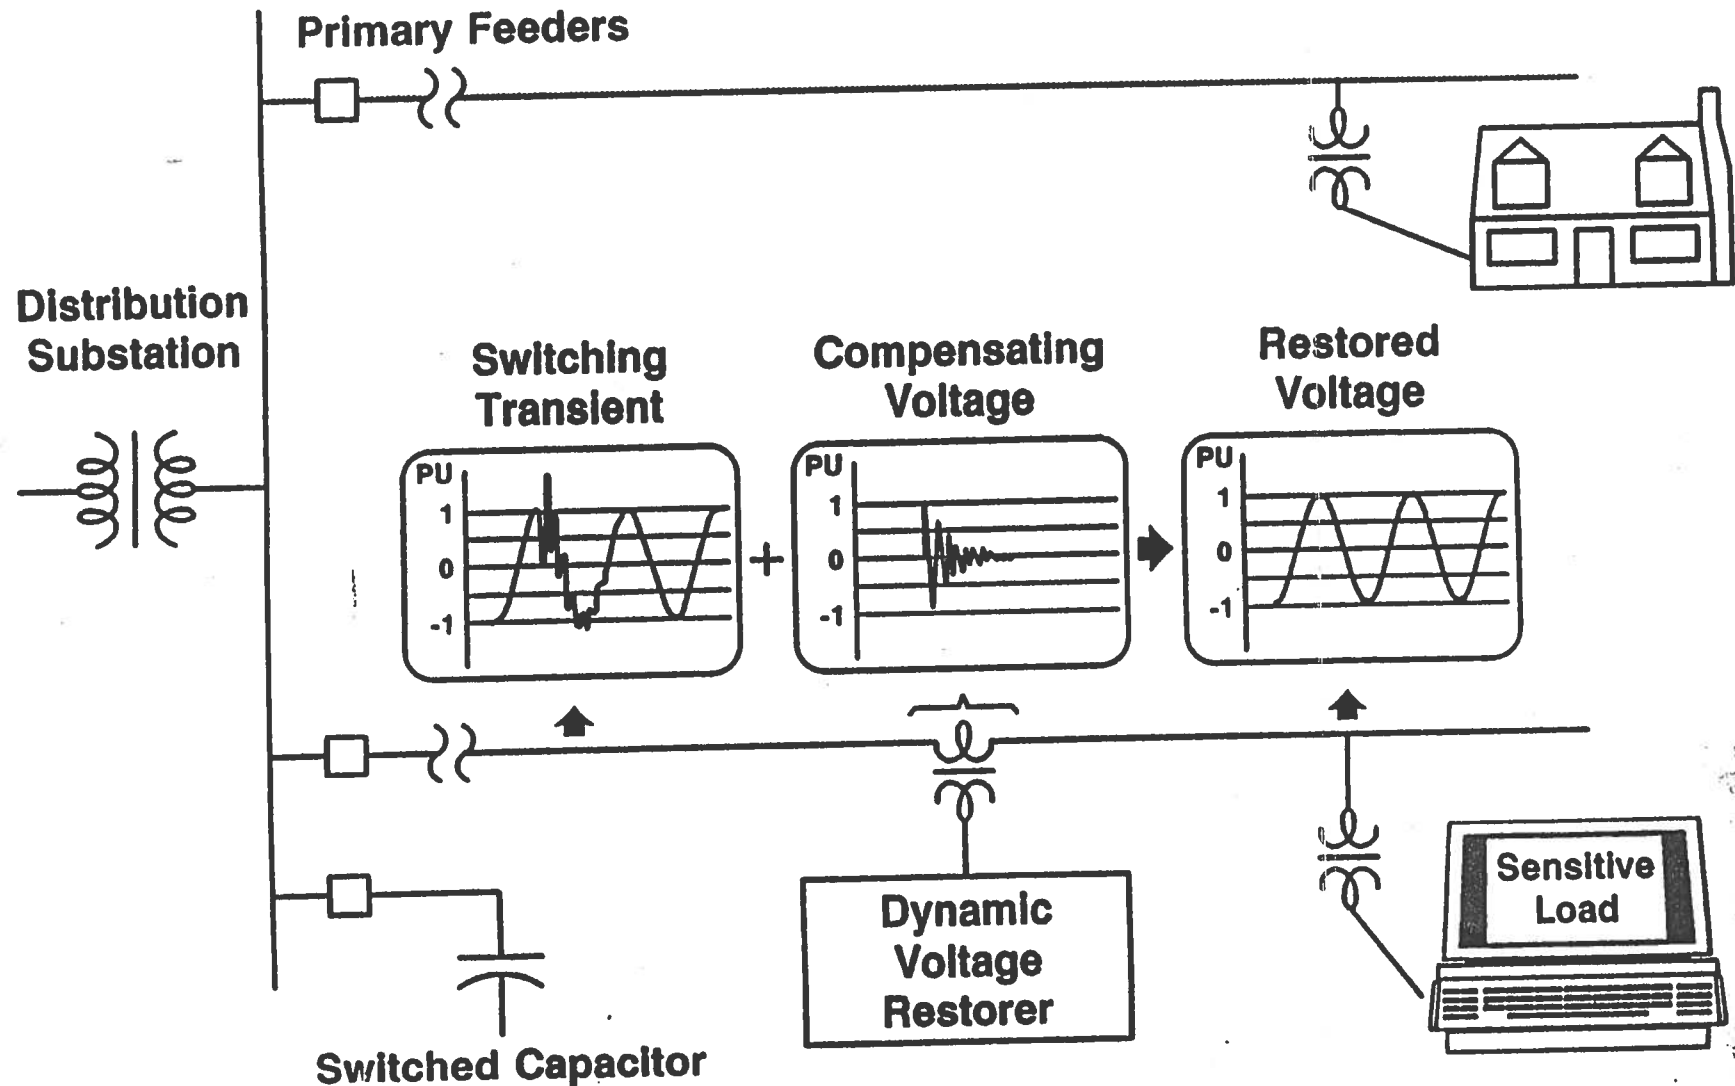 Primary Feeders
Distribution
Substation
Switching
Transient
Compensating
Voltage
Restored
Voltage
PU
1
0
-1
+
PU
1
0
-1
PU
1
0
-1
Dynamic
Voltage
Restorer
Sensitive
Load
Switched Capacitor